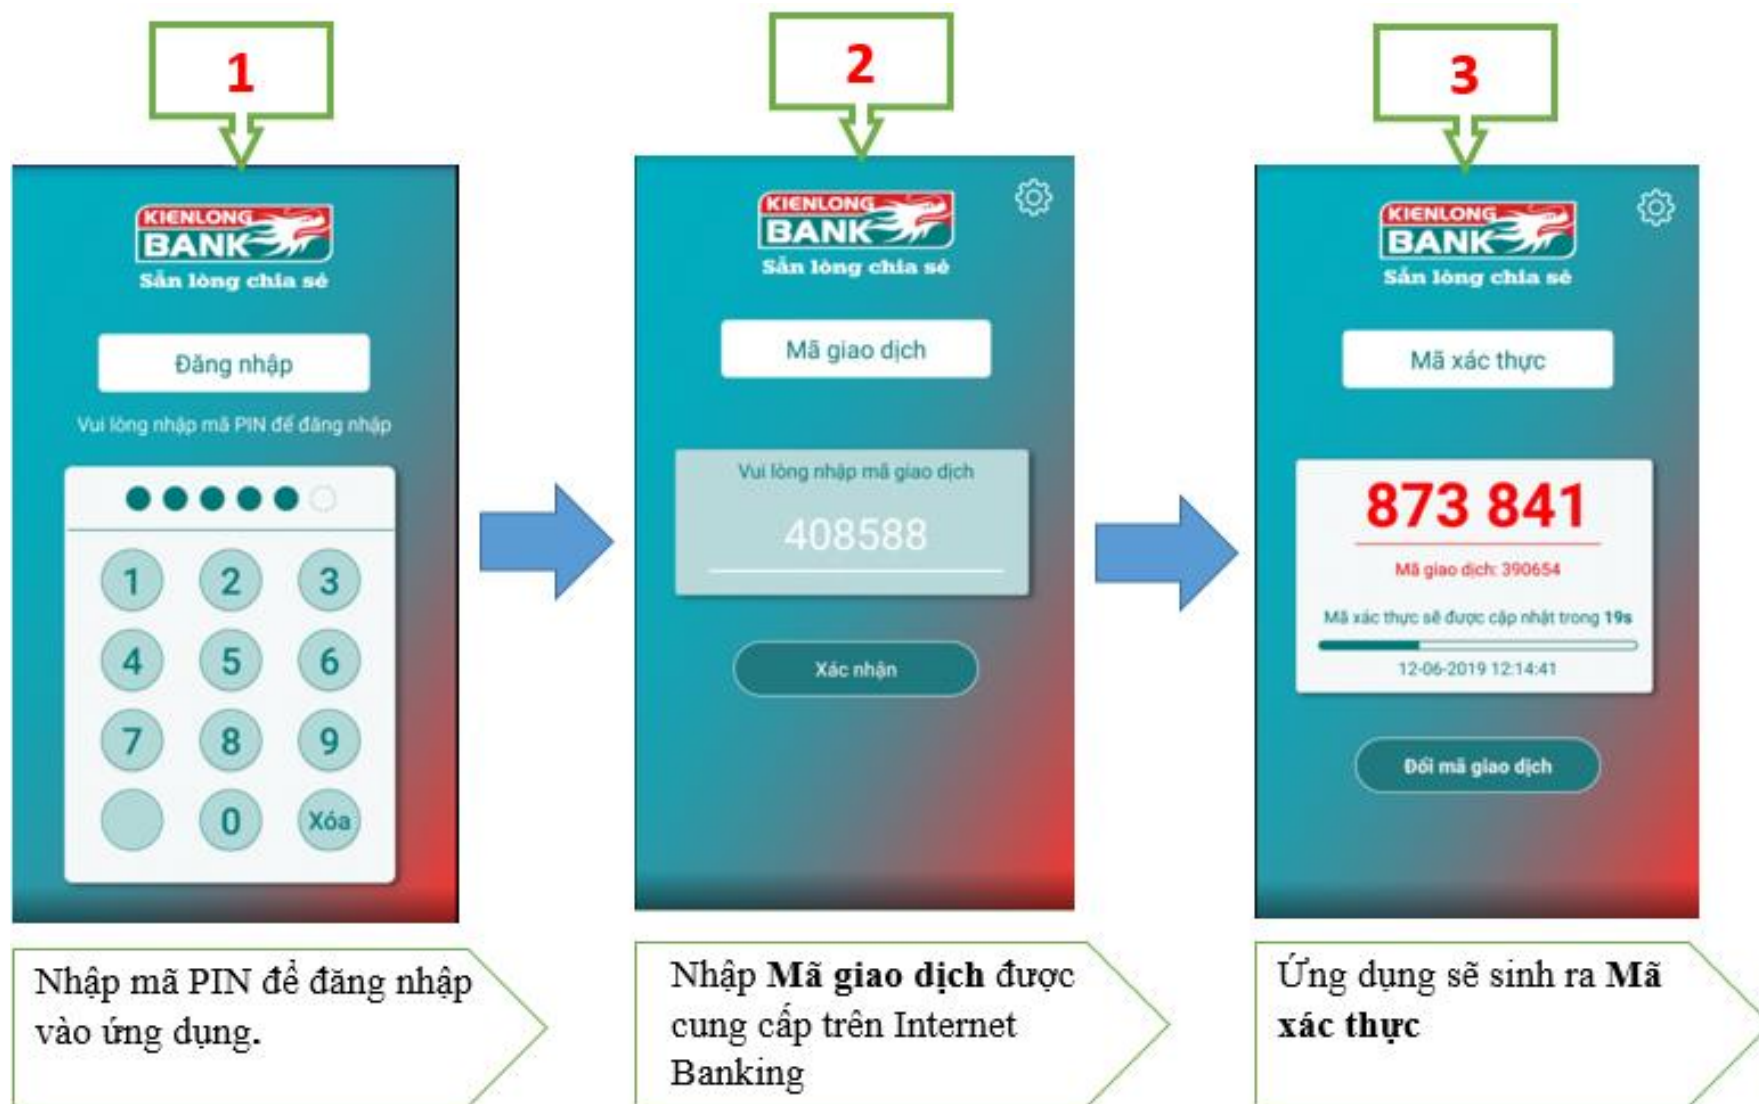 1
KIENLONG
BANK
Sẵn lòng chia sẻ
Đăng nhập
Vui lòng nhập mã PIN để đăng nhập
1 2 3
4 5 6
7 8 9
0 Xóa
Nhập mã PIN để đăng nhập
vào ứng dụng.
2
KIENLONG
BANK
Sẵn lòng chia sẻ
Mã giao dịch
Vui lòng nhập mã giao dịch
408588
Xác nhận
Nhập Mã giao dịch được
cung cấp trên Internet
Banking
3
KIENLONG
BANK
Sẵn lòng chia sẻ
Mã xác thực
873 841
Mã giao dịch: 390654
Mã xác thực sẽ được cập nhật trong 19s
12-06-2019 12:14:41
Đổi mã giao dịch
Ứng dụng sẽ sinh ra Mã
xác thực